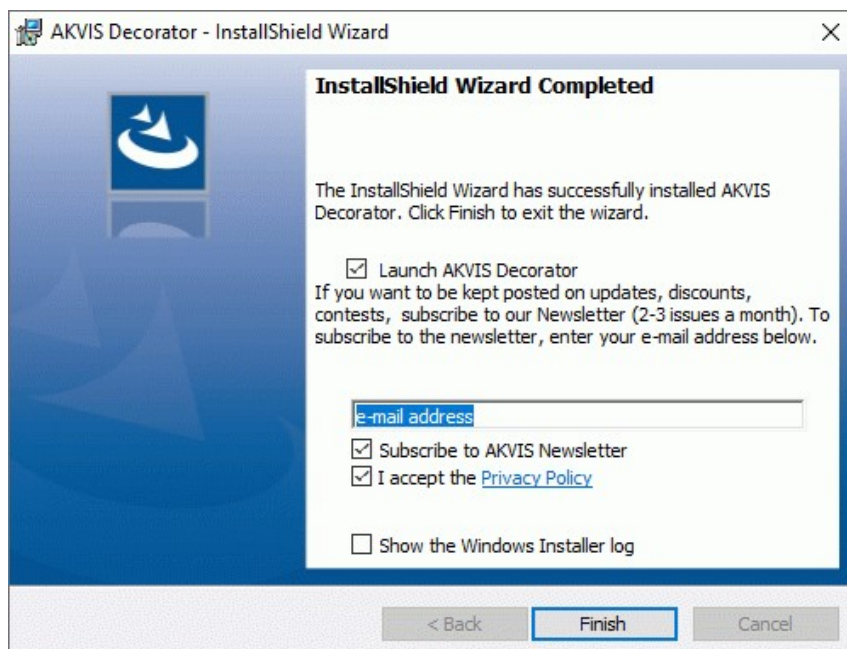 AKVIS Decorator - InstallShield Wizard
InstallShield Wizard Completed
The InstallShield Wizard has successfully installed AKVIS
Decorator. Click Finish to exit the wizard.
Launch AKVIS Decorator
If you want to be kept posted on updates, discounts,
contests,  subscribe to our Newsletter (2-3 issues a month). To
subscribe to the newsletter, enter your e-mail address below.
e-mail address
Subscribe to AKVIS Newsletter
I accept the Privacy Policy
Show the Windows Installer log
< Back
Finish
Cancel